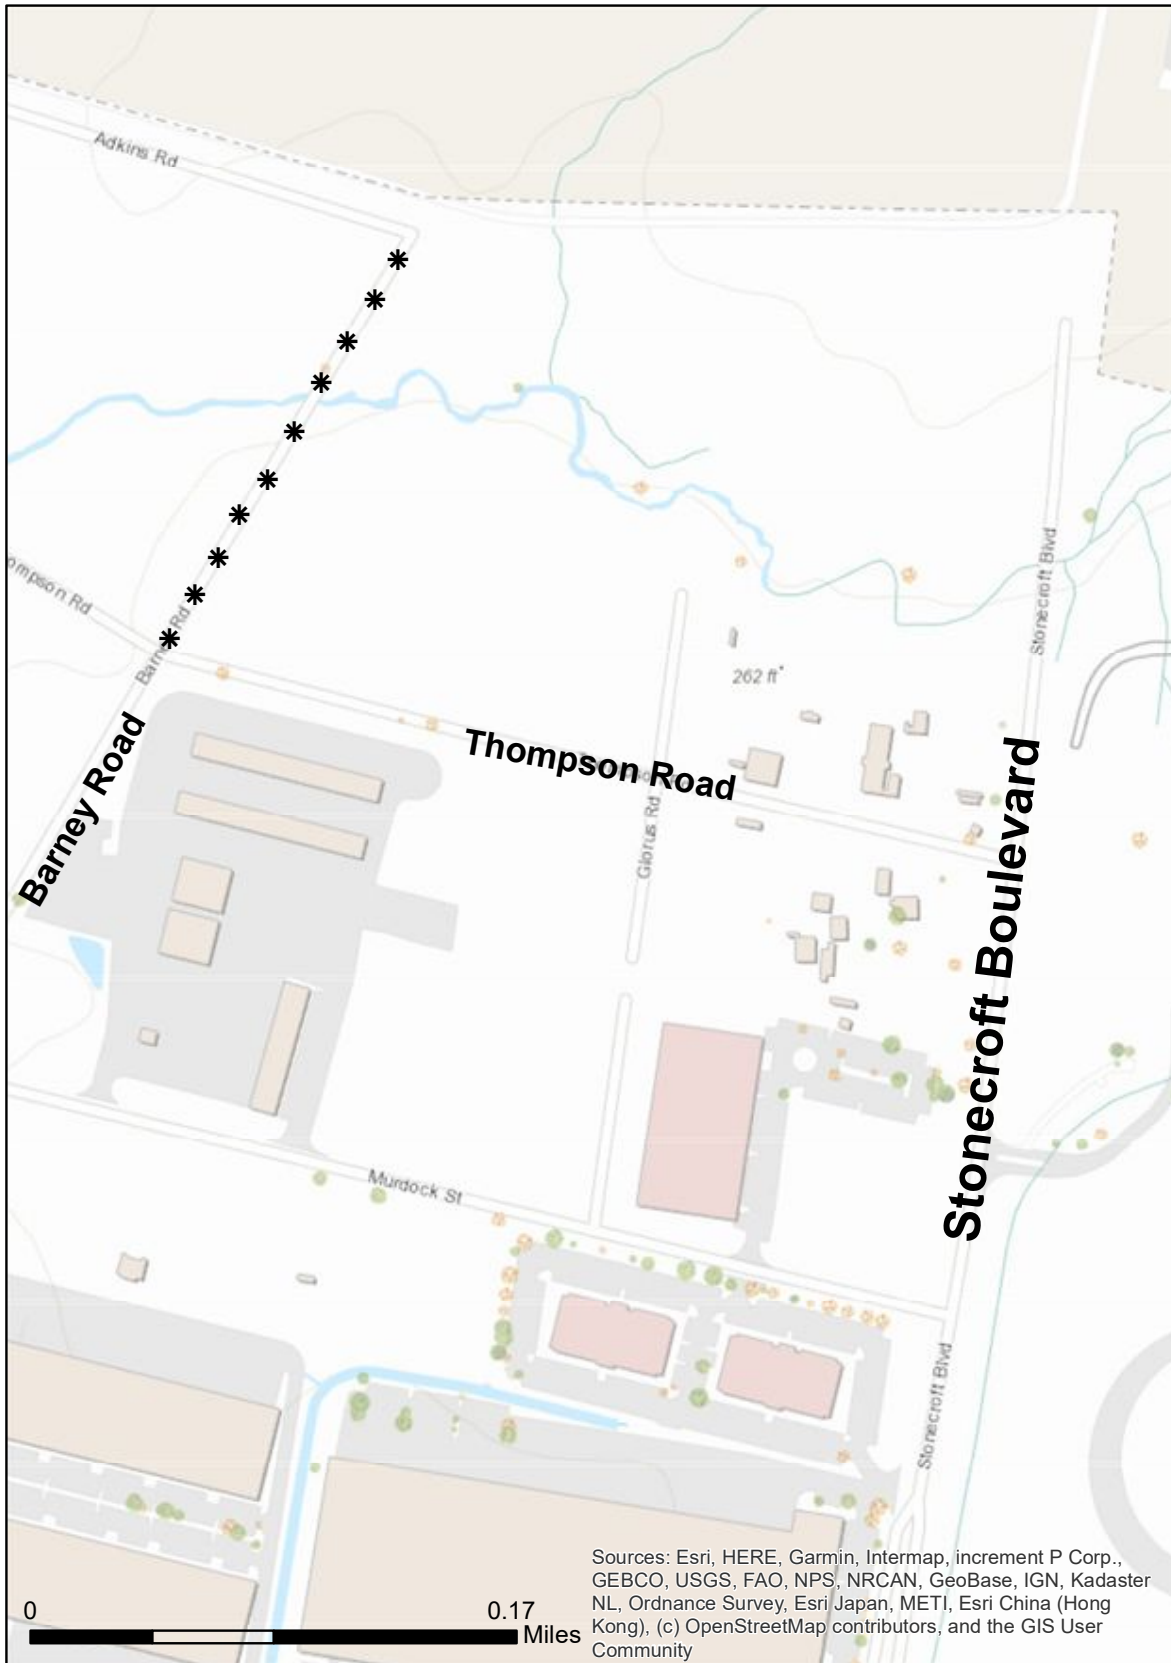 Adkins Rd
ompson Rd
Stonecroft Blvd
262 ft
Barney Road
Thompson Road
Stonecroft Boulevard
Glorus Rd
Murdock St
Stonecroft Blvd
Sources: Esri, HERE, Garmin, Intermap, increment P Corp.,
GEBCO, USGS, FAO, NPS, NRCAN, GeoBase, IGN, Kadaster
NL, Ordnance Survey, Esri Japan, METI, Esri China (Hong
Kong), (c) OpenStreetMap contributors, and the GIS User
Community
0 0.17
Miles